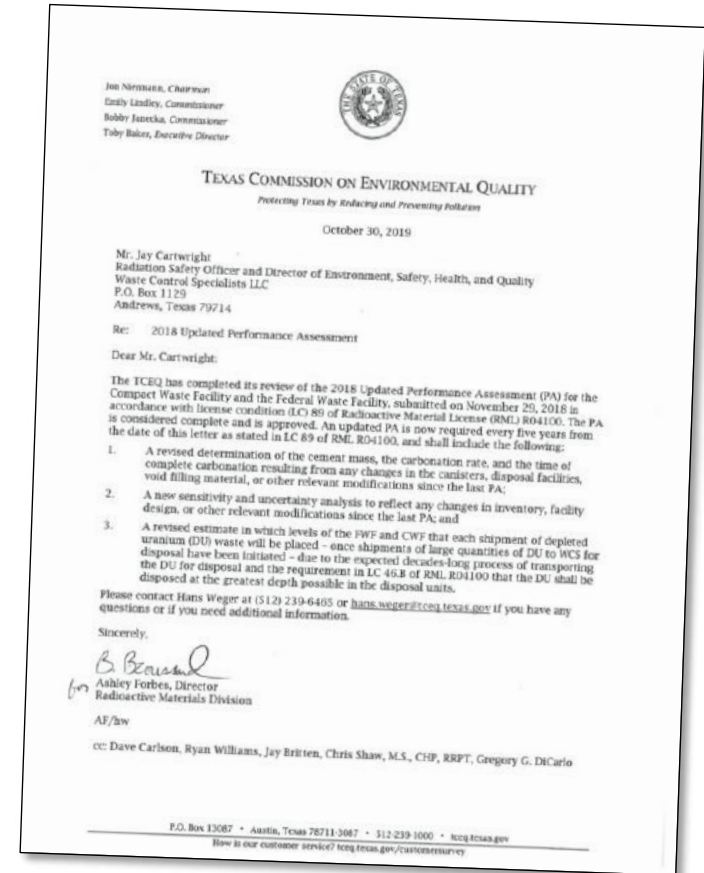 Jon Niermann, Chairman
Emily Lindley, Commissioner
Bobby Janecka, Commissioner
Toby Baker, Executive Director
THE STATE OF TEXAS
TEXAS COMMISSION ON ENVIRONMENTAL QUALITY
Protecting Texas by Reducing and Preventing Pollution
October 30, 2019
Mr. Jay Cartwright
Radiation Safety Officer and Director of Environment, Safety, Health, and Quality
Waste Control Specialists LLC
P.O. Box 1129
Andrews, Texas 79714
Re: 2018 Updated Performance Assessment
Dear Mr. Cartwright:
The TCEQ has completed its review of the 2018 Updated Performance Assessment (PA) for the
Compact Waste Facility and the Federal Waste Facility, submitted on November 29, 2018 in
accordance with license condition (LC) 89 of Radioactive Material License (RML) R04100. The PA
is considered complete and is approved. An updated PA is now required every five years from
the date of this letter as stated in LC 89 of RML R04100, and shall include the following:
1. A revised determination of the cement mass, the carbonation rate, and the time of
complete carbonation resulting from any changes in the canisters, disposal facilities,
void filling material, or other relevant modifications since the last PA;
2. A new sensitivity and uncertainty analysis to reflect any changes in inventory, facility
design, or other relevant modifications since the last PA; and
3. A revised estimate in which levels of the FWF and CWF that each shipment of depleted
uranium (DU) waste will be placed – once shipments of large quantities of DU to WCS for
disposal have been initiated – due to the expected decades-long process of transporting
the DU for disposal and the requirement in LC 46.B of RML R04100 that the DU shall be
disposed at the greatest depth possible in the disposal units.
Please contact Hans Weger at (512) 239-6465 or hans.weger@tceq.texas.gov if you have any
questions or if you need additional information.
Sincerely,
for Ashley Forbes, Director
Radioactive Materials Division
AF/hw
cc: Dave Carlson, Ryan Williams, Jay Britten, Chris Shaw, M.S., CHP, RRPT, Gregory G. DiCarlo
P.O. Box 13087 • Austin, Texas 78711-3087 • 512-239-1000 • tceq.texas.gov
How is our customer service? tceq.texas.gov/customersurvey